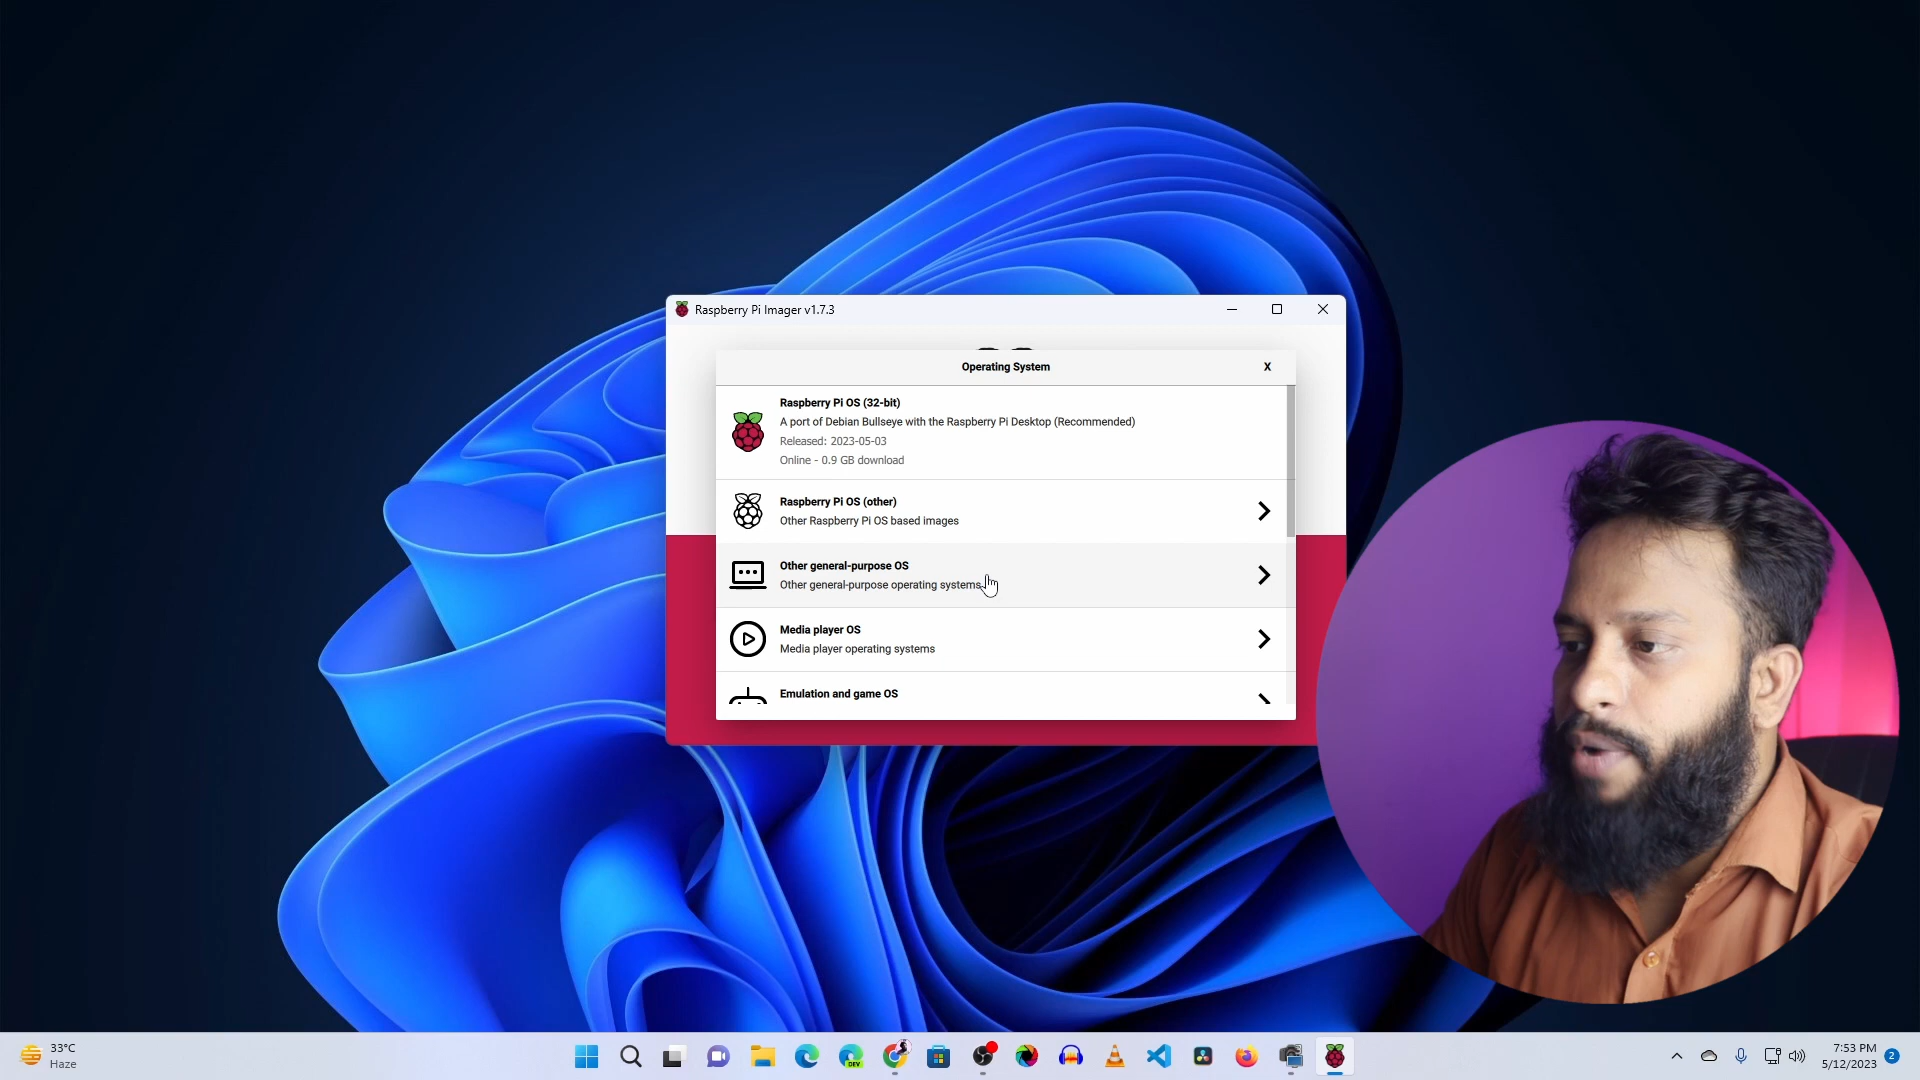 Raspberry Pi Imager v1.7.3
Operating System
X
Raspberry Pi OS (32-bit)
A port of Debian Bullseye with the Raspberry Pi Desktop (Recommended)
Released: 2023-05-03
Online - 0.9 GB download
Raspberry Pi OS (other)
Other Raspberry Pi OS based images
Other general-purpose OS
Other general-purpose operating systems
Media player OS
Media player operating systems
Emulation and game OS
33°C
Haze
DEV
7:53 PM
5/12/2023
2